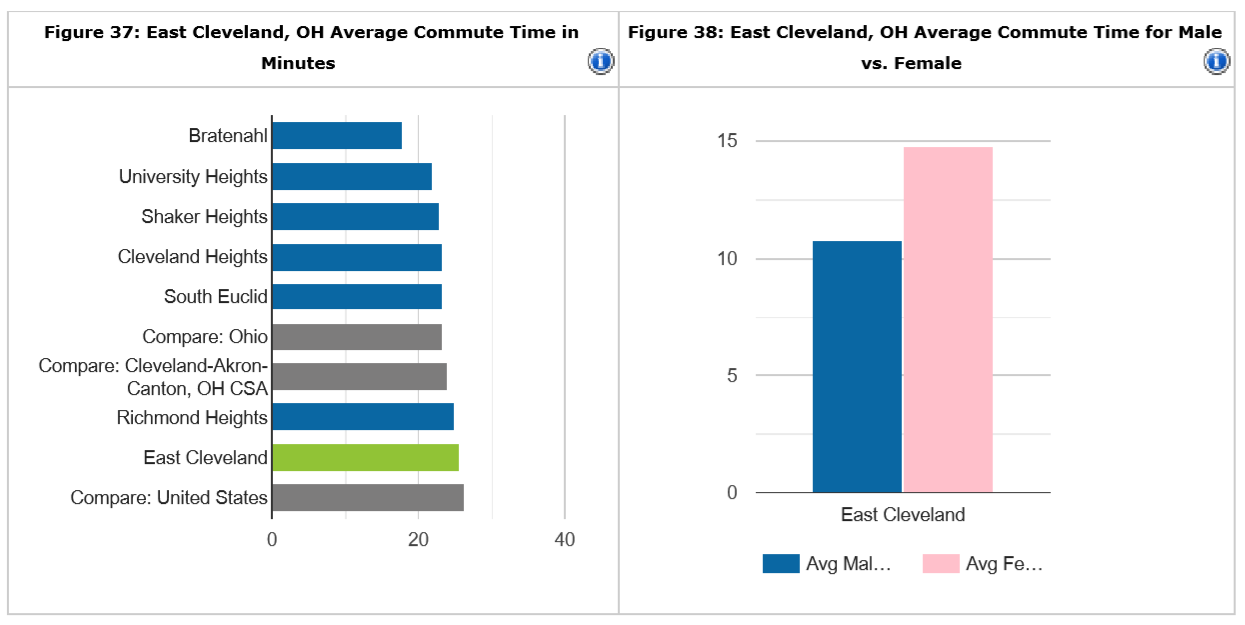 Figure 37: East Cleveland, OH Average Commute Time in
Minutes
Bratenahl
University Heights
Shaker Heights
Cleveland Heights
South Euclid
Compare: Ohio
Compare: Cleveland-Akron-
Canton, OH CSA
Richmond Heights
East Cleveland
Compare: United States
0 20 40
Figure 38: East Cleveland, OH Average Commute Time for Male
vs. Female
15
10
5
0
East Cleveland
Avg Mal… Avg Fe…